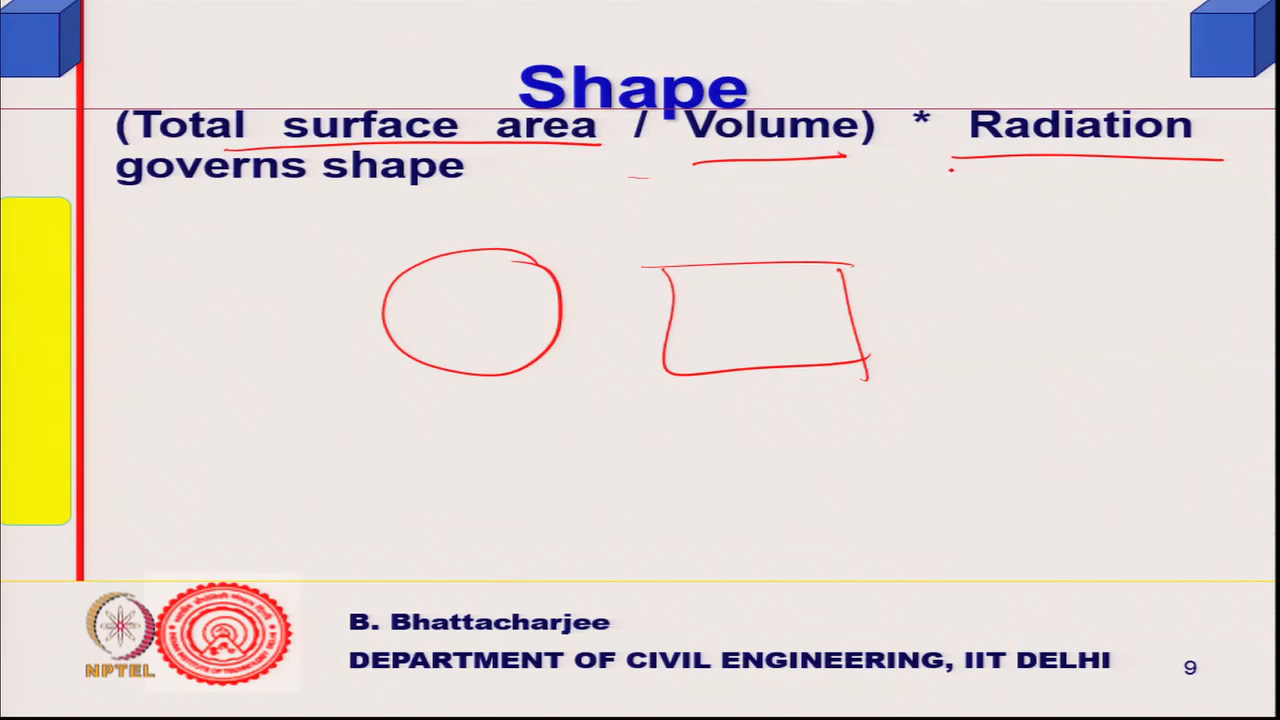 Shape
(Total surface area / Volume) * Radiation
governs shape
NPTEL
B. Bhattacharjee
DEPARTMENT OF CIVIL ENGINEERING, IIT DELHI
9